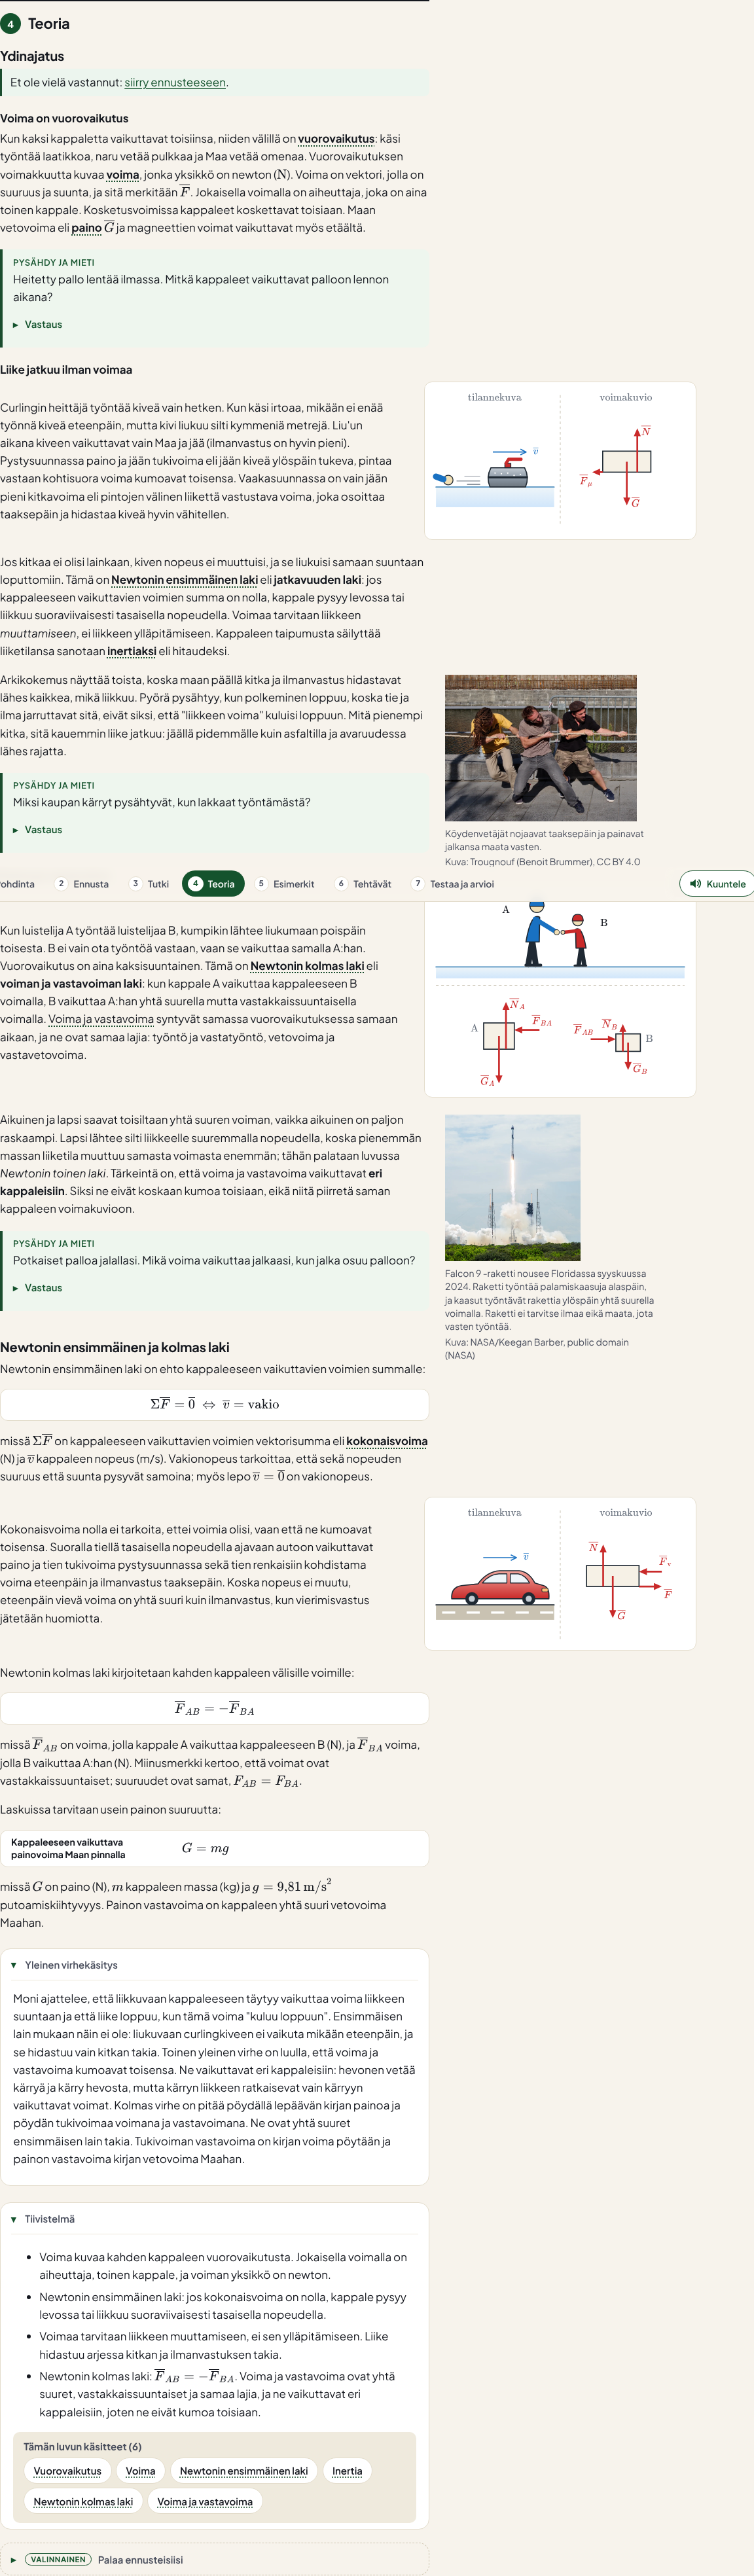 4 Teoria
Ydinajatus
Et ole vielä vastannut: siirry ennusteeseen.
Voima on vuorovaikutus
Kun kaksi kappaletta vaikuttavat toisiinsa, niiden välillä on vuorovaikutus: käsi
työntää laatikkoa, naru vetää pulkkaa ja Maa vetää omenaa. Vuorovaikutuksen
voimakkuutta kuvaa voima, jonka yksikkö on newton (N). Voima on vektori, jolla on
suuruus ja suunta, ja sitä merkitään F̅. Jokaisella voimalla on aiheuttaja, joka on aina
toinen kappale. Kosketusvoimissa kappaleet koskettavat toisiaan. Maan
vetovoima eli paino G̅ ja magneettien voimat vaikuttavat myös etäältä.
PYSÄHDY JA MIETI
Heitetty pallo lentää ilmassa. Mitkä kappaleet vaikuttavat palloon lennon
aikana?
▸ Vastaus
Liike jatkuu ilman voimaa
Curlingin heittäjä työntää kiveä vain hetken. Kun käsi irtoaa, mikään ei enää
työnnä kiveä eteenpäin, mutta kivi liukuu silti kymmeniä metrejä. Liu'un
aikana kiveen vaikuttavat vain Maa ja jää (ilmanvastus on hyvin pieni).
Pystysuunnassa paino ja jään tukivoima eli jään kiveä ylöspäin tukeva, pintaa
vastaan kohtisuora voima kumoavat toisensa. Vaakasuunnassa on vain jään
pieni kitkavoima eli pintojen välinen liikettä vastustava voima, joka osoittaa
taaksepäin ja hidastaa kiveä hyvin vähitellen.
tilannekuva
voimakuvio
v̅
N̅
F̅μ
G̅
Jos kitkaa ei olisi lainkaan, kiven nopeus ei muuttuisi, ja se liukuisi samaan suuntaan
loputtomiin. Tämä on Newtonin ensimmäinen laki eli jatkavuuden laki: jos
kappaleeseen vaikuttavien voimien summa on nolla, kappale pysyy levossa tai
liikkuu suoraviivaisesti tasaisella nopeudella. Voimaa tarvitaan liikkeen
muuttamiseen, ei liikkeen ylläpitämiseen. Kappaleen taipumusta säilyttää
liiketilansa sanotaan inertiaksi eli hitaudeksi.
Arkikokemus näyttää toista, koska maan päällä kitka ja ilmanvastus hidastavat
lähes kaikkea, mikä liikkuu. Pyörä pysähtyy, kun polkeminen loppuu, koska tie ja
ilma jarruttavat sitä, eivät siksi, että "liikkeen voima" kuluisi loppuun. Mitä pienempi
kitka, sitä kauemmin liike jatkuu: jäällä pidemmälle kuin asfaltilla ja avaruudessa
lähes rajatta.
Köydenvetäjät nojaavat taaksepäin ja painavat
jalkansa maata vasten.
Kuva: Trougnouf (Benoit Brummer), CC BY 4.0
PYSÄHDY JA MIETI
Miksi kaupan kärryt pysähtyvät, kun lakkaat työntämästä?
▸ Vastaus
ohdinta
2 Ennusta
3 Tutki
4 Teoria
5 Esimerkit
6 Tehtävät
7 Testaa ja arvioi
Kuuntele
Kun luistelija A työntää luistelijaa B, kumpikin lähtee liukumaan poispäin
toisesta. B ei vain ota työntöä vastaan, vaan se vaikuttaa samalla A:han.
Vuorovaikutus on aina kaksisuuntainen. Tämä on Newtonin kolmas laki eli
voiman ja vastavoiman laki: kun kappale A vaikuttaa kappaleeseen B
voimalla, B vaikuttaa A:han yhtä suurella mutta vastakkaissuuntaisella
voimalla. Voima ja vastavoima syntyvät samassa vuorovaikutuksessa samaan
aikaan, ja ne ovat samaa lajia: työntö ja vastatyöntö, vetovoima ja
vastavetovoima.
A
B
A
N̅A
F̅BA
G̅A
F̅AB
N̅B
B
G̅B
Aikuinen ja lapsi saavat toisiltaan yhtä suuren voiman, vaikka aikuinen on paljon
raskaampi. Lapsi lähtee silti liikkeelle suuremmalla nopeudella, koska pienemmän
massan liiketila muuttuu samasta voimasta enemmän; tähän palataan luvussa
Newtonin toinen laki. Tärkeintä on, että voima ja vastavoima vaikuttavat eri
kappaleisiin. Siksi ne eivät koskaan kumoa toisiaan, eikä niitä piirretä saman
kappaleen voimakuvioon.
PYSÄHDY JA MIETI
Potkaiset palloa jalallasi. Mikä voima vaikuttaa jalkaasi, kun jalka osuu palloon?
▸ Vastaus
Falcon 9 -raketti nousee Floridassa syyskuussa
2024. Raketti työntää palamiskaasuja alaspäin,
ja kaasut työntävät rakettia ylöspäin yhtä suurella
voimalla. Raketti ei tarvitse ilmaa eikä maata, jota
vasten työntää.
Kuva: NASA/Keegan Barber, public domain
(NASA)
Newtonin ensimmäinen ja kolmas laki
Newtonin ensimmäinen laki on ehto kappaleeseen vaikuttavien voimien summalle:
ΣF̅ = 0̅ ⇔ v̅ = vakio
missä ΣF̅ on kappaleeseen vaikuttavien voimien vektorisumma eli kokonaisvoima
(N) ja v̅ kappaleen nopeus (m/s). Vakionopeus tarkoittaa, että sekä nopeuden
suuruus että suunta pysyvät samoina; myös lepo v̅ = 0̅ on vakionopeus.
Kokonaisvoima nolla ei tarkoita, ettei voimia olisi, vaan että ne kumoavat
toisensa. Suoralla tiellä tasaisella nopeudella ajavaan autoon vaikuttavat
paino ja tien tukivoima pystysuunnassa sekä tien renkaisiin kohdistama
voima eteenpäin ja ilmanvastus taaksepäin. Koska nopeus ei muutu,
eteenpäin vievä voima on yhtä suuri kuin ilmanvastus, kun vierimisvastus
jätetään huomiotta.
tilannekuva
voimakuvio
v̅
N̅
F̅v
F̅
G̅
Newtonin kolmas laki kirjoitetaan kahden kappaleen välisille voimille:
F̅AB = −F̅BA
missä F̅AB on voima, jolla kappale A vaikuttaa kappaleeseen B (N), ja F̅BA voima,
jolla B vaikuttaa A:han (N). Miinusmerkki kertoo, että voimat ovat
vastakkaissuuntaiset; suuruudet ovat samat, FAB = FBA.
Laskuissa tarvitaan usein painon suuruutta:
Kappaleeseen vaikuttava
painovoima Maan pinnalla
G = mg
missä G on paino (N), m kappaleen massa (kg) ja g = 9,81 m/s²
putoamiskiihtyvyys. Painon vastavoima on kappaleen yhtä suuri vetovoima
Maahan.
▾ Yleinen virhekäsitys
Moni ajattelee, että liikkuvaan kappaleeseen täytyy vaikuttaa voima liikkeen
suuntaan ja että liike loppuu, kun tämä voima "kuluu loppuun". Ensimmäisen
lain mukaan näin ei ole: liukuvaan curlingkiveen ei vaikuta mikään eteenpäin, ja
se hidastuu vain kitkan takia. Toinen yleinen virhe on luulla, että voima ja
vastavoima kumoavat toisensa. Ne vaikuttavat eri kappaleisiin: hevonen vetää
kärryä ja kärry hevosta, mutta kärryn liikkeen ratkaisevat vain kärryyn
vaikuttavat voimat. Kolmas virhe on pitää pöydällä lepäävän kirjan painoa ja
pöydän tukivoimaa voimana ja vastavoimana. Ne ovat yhtä suuret
ensimmäisen lain takia. Tukivoiman vastavoima on kirjan voima pöytään ja
painon vastavoima kirjan vetovoima Maahan.
▾ Tiivistelmä
• Voima kuvaa kahden kappaleen vuorovaikutusta. Jokaisella voimalla on
aiheuttaja, toinen kappale, ja voiman yksikkö on newton.
• Newtonin ensimmäinen laki: jos kokonaisvoima on nolla, kappale pysyy
levossa tai liikkuu suoraviivaisesti tasaisella nopeudella.
• Voimaa tarvitaan liikkeen muuttamiseen, ei sen ylläpitämiseen. Liike
hidastuu arjessa kitkan ja ilmanvastuksen takia.
• Newtonin kolmas laki: F̅AB = −F̅BA. Voima ja vastavoima ovat yhtä
suuret, vastakkaissuuntaiset ja samaa lajia, ja ne vaikuttavat eri
kappaleisiin, joten ne eivät kumoa toisiaan.
Tämän luvun käsitteet (6)
Vuorovaikutus
Voima
Newtonin ensimmäinen laki
Inertia
Newtonin kolmas laki
Voima ja vastavoima
▸ VALINNAINEN Palaa ennusteisiisi